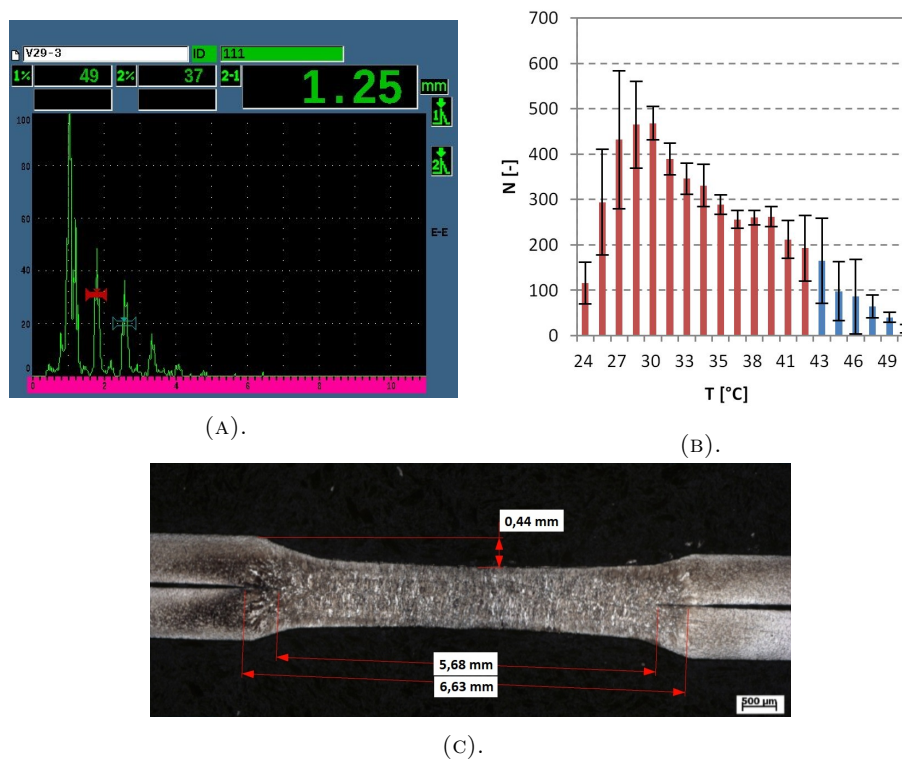 V29-3 ID 111
1% 49 2% 37 2-1 1.25 mm
1
2
100
80
60
40
20
0
E-E
0 2 4 6 8 10
(A).
700
600
500
400
300
200
100
0
N [-]
24 27 30 33 35 38 41 43 46 49
T [°C]
(B).
0,44 mm
5,68 mm
6,63 mm
500 µm
(C).